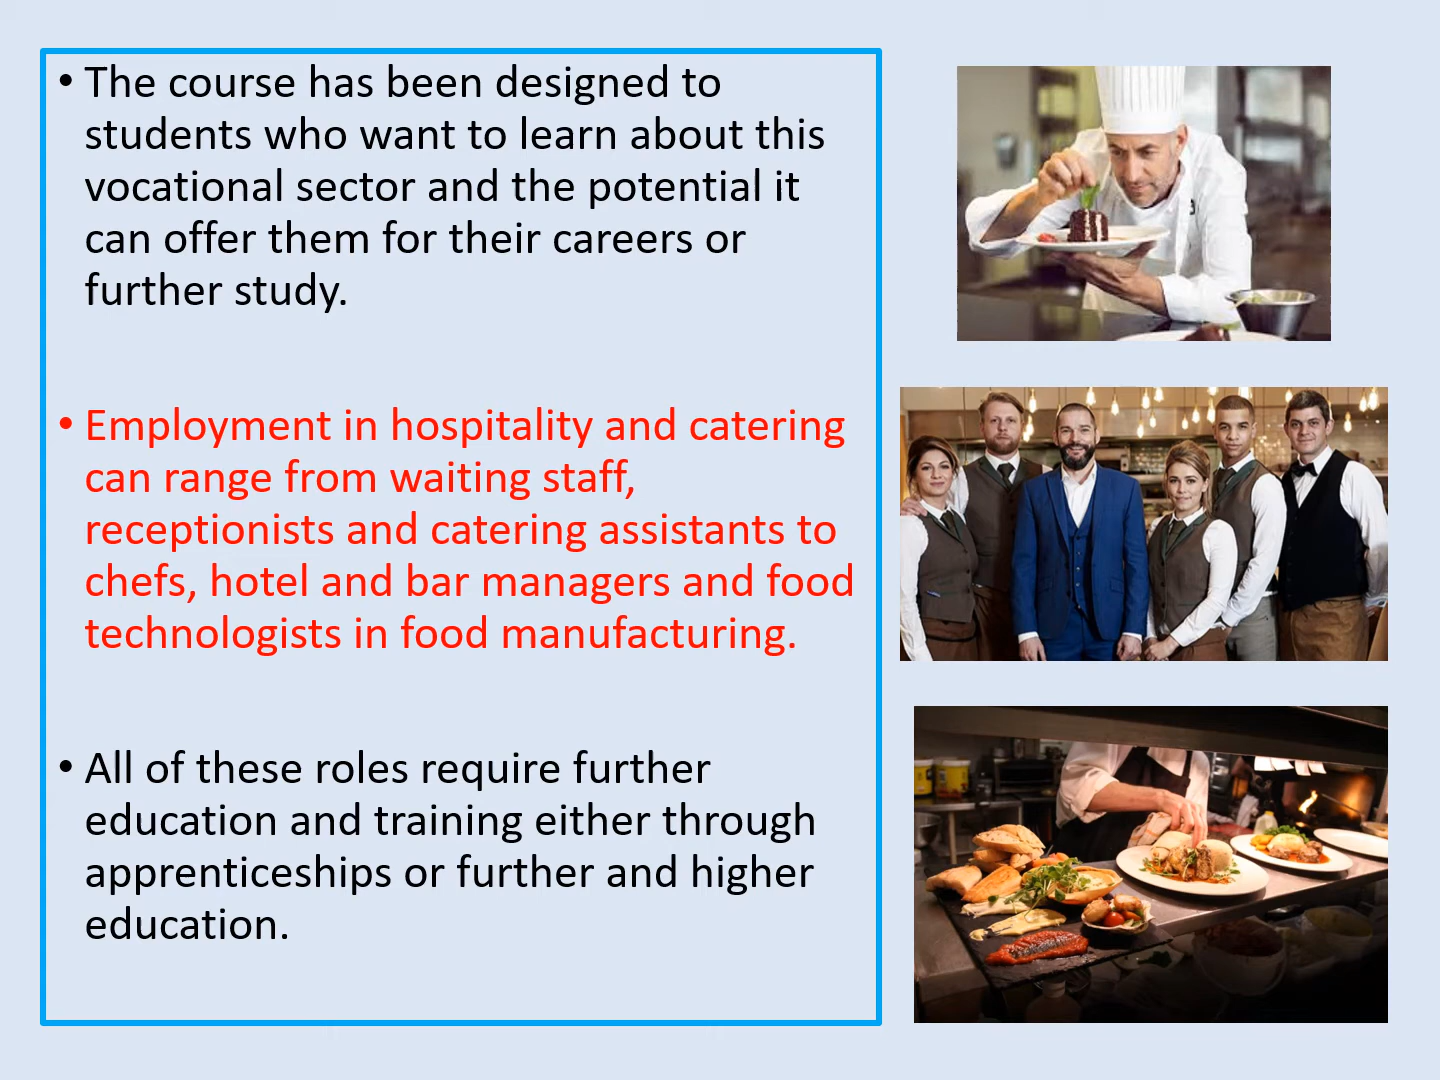 • The course has been designed to
students who want to learn about this
vocational sector and the potential it
can offer them for their careers or
further study.
• Employment in hospitality and catering
can range from waiting staff,
receptionists and catering assistants to
chefs, hotel and bar managers and food
technologists in food manufacturing.
• All of these roles require further
education and training either through
apprenticeships or further and higher
education.